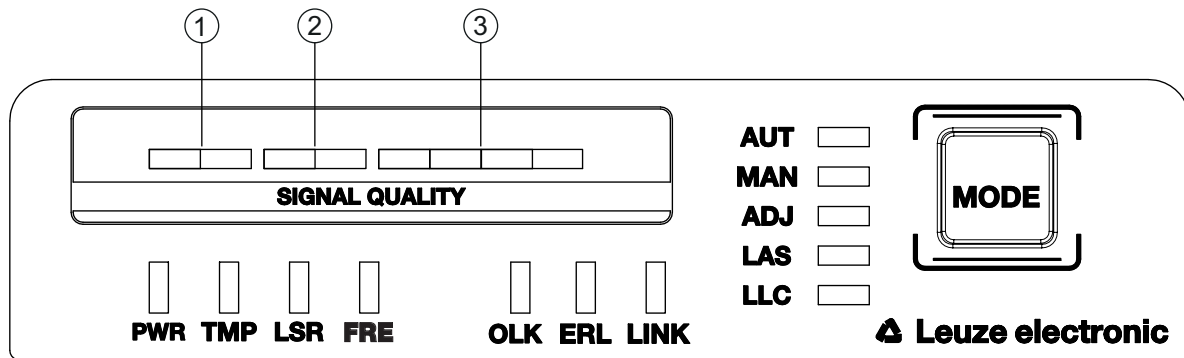 1 2 3
SIGNAL QUALITY
AUT
MAN
ADJ
LAS
LLC
MODE
PWR TMP LSR FRE OLK ERL LINK
Leuze electronic